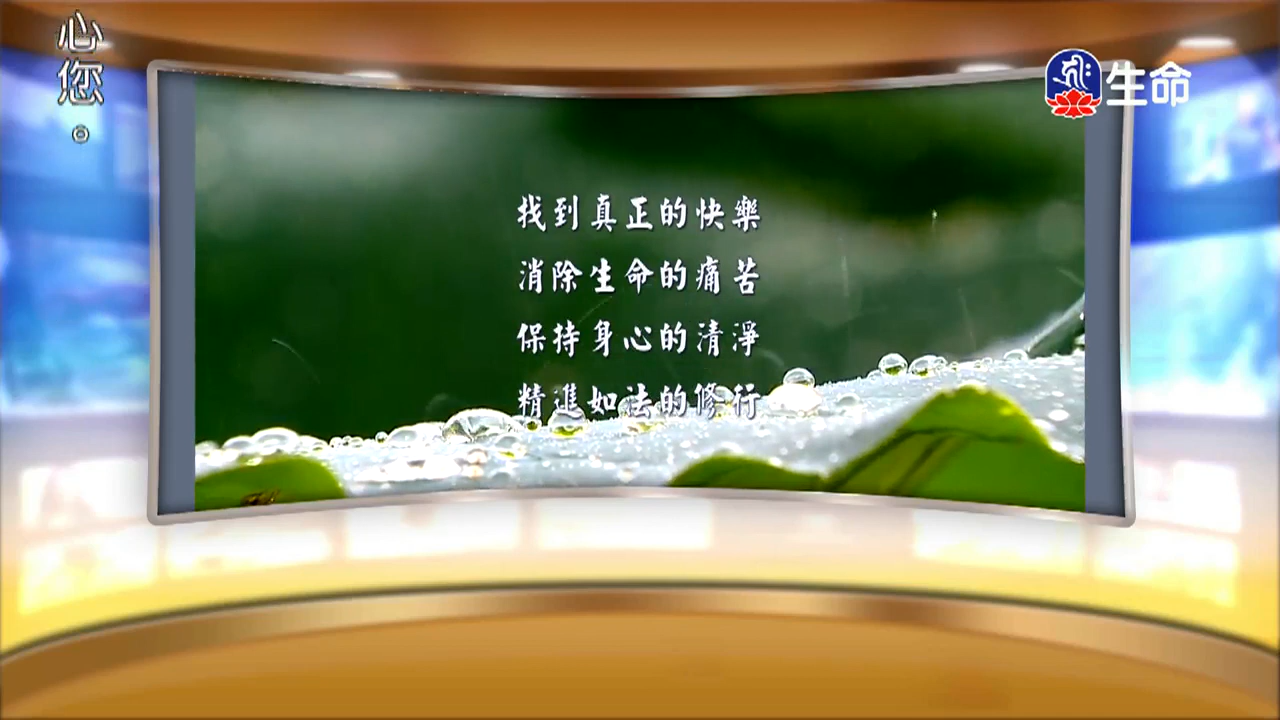 心您。
生命
找到真正的快樂
消除生命的痛苦
保持身心的清淨
精進如法的修行